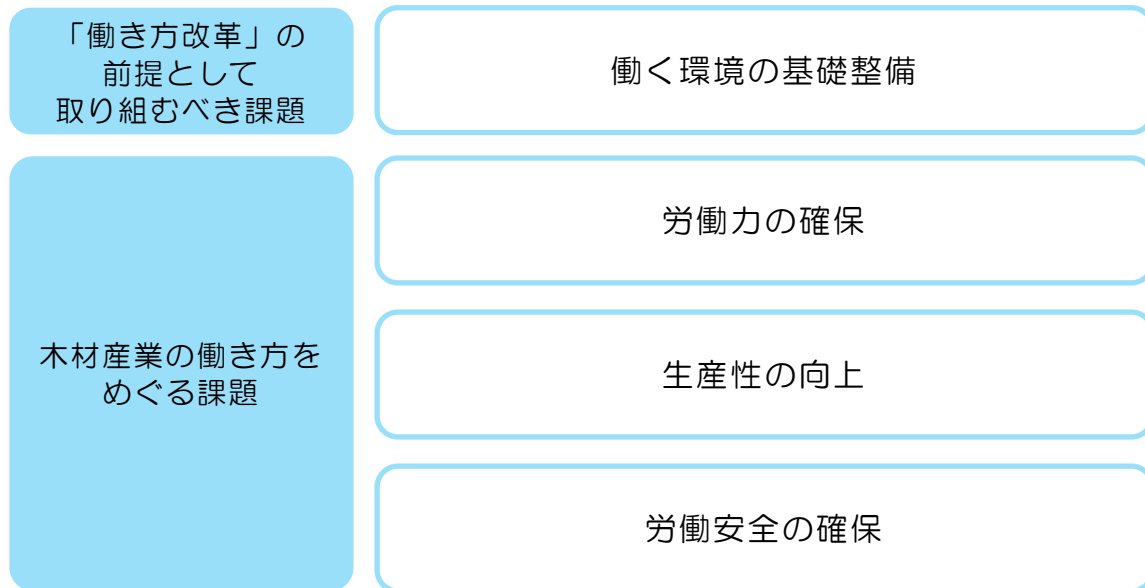 「働き方改革」の
前提として
取り組むべき課題
働く環境の基礎整備
木材産業の働き方を
めぐる課題
労働力の確保
生産性の向上
労働安全の確保